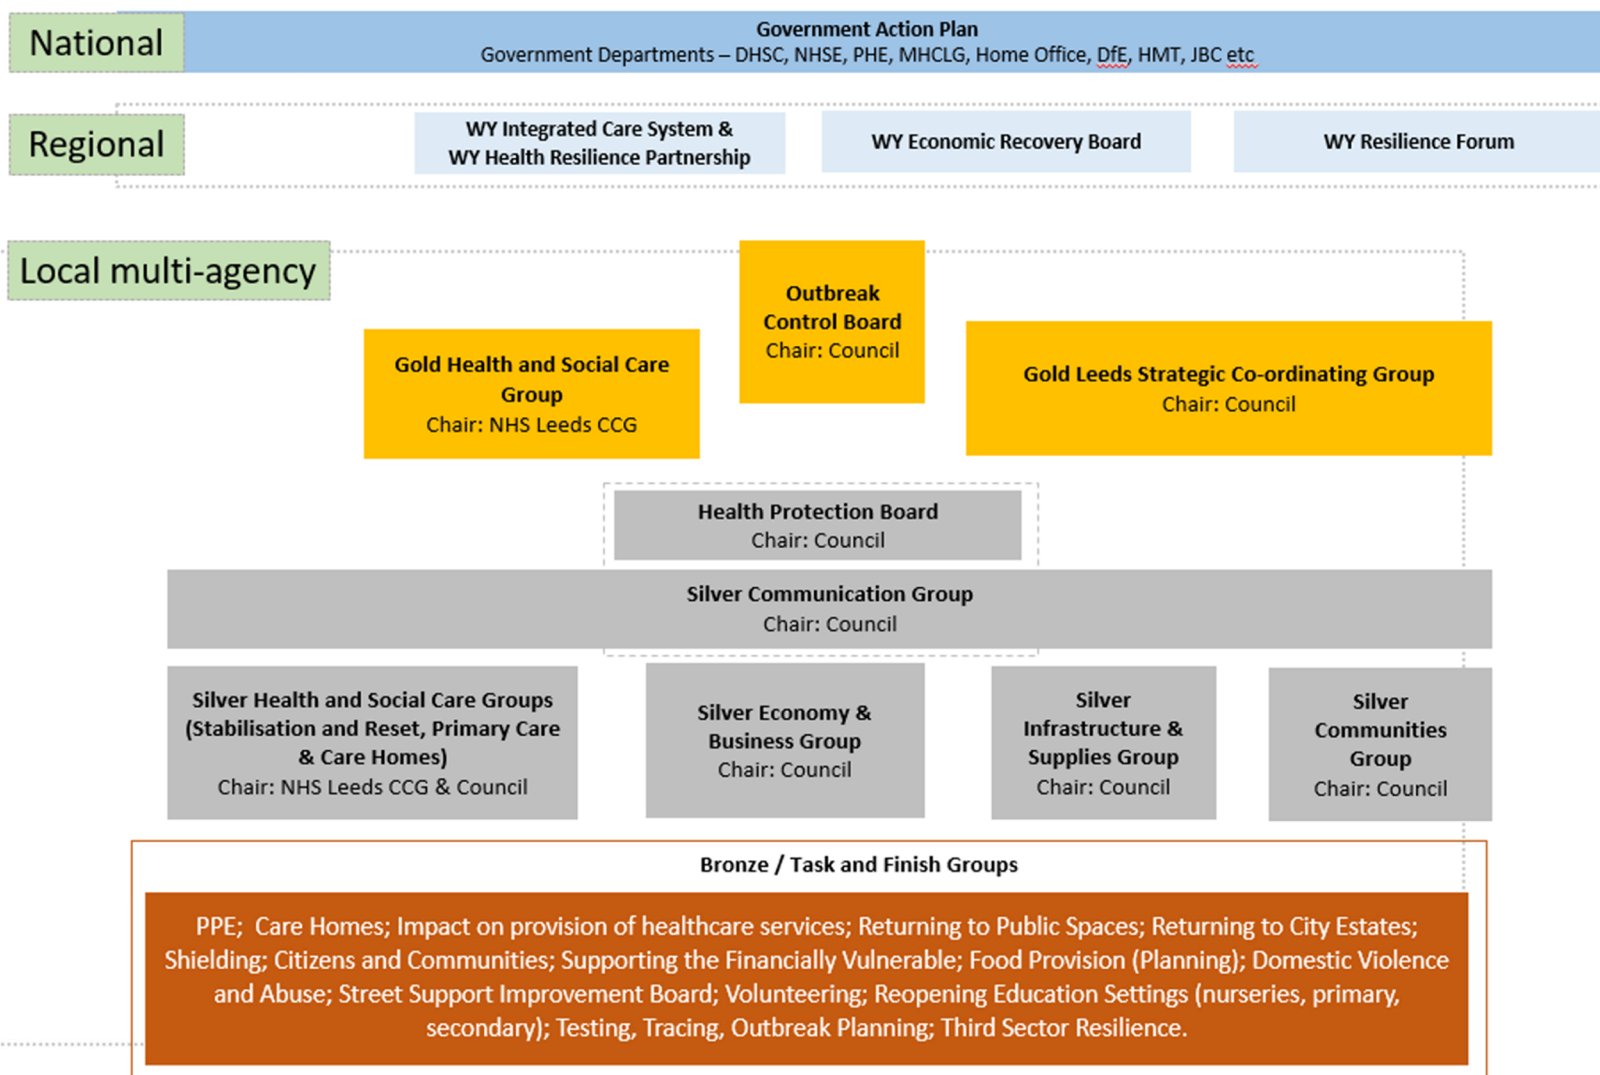 National
Government Action Plan
Government Departments – DHSC, NHSE, PHE, MHCLG, Home Office, DfE, HMT, JBC etc
Regional
WY Integrated Care System &
WY Health Resilience Partnership
WY Economic Recovery Board
WY Resilience Forum
Local multi-agency
Outbreak
Control Board
Chair: Council
Gold Health and Social Care
Group
Chair: NHS Leeds CCG
Gold Leeds Strategic Co-ordinating Group
Chair: Council
Health Protection Board
Chair: Council
Silver Communication Group
Chair: Council
Silver Health and Social Care Groups
(Stabilisation and Reset, Primary Care
& Care Homes)
Chair: NHS Leeds CCG & Council
Silver Economy &
Business Group
Chair: Council
Silver
Infrastructure &
Supplies Group
Chair: Council
Silver
Communities
Group
Chair: Council
Bronze / Task and Finish Groups
PPE;  Care Homes; Impact on provision of healthcare services; Returning to Public Spaces; Returning to City Estates;
Shielding; Citizens and Communities; Supporting the Financially Vulnerable; Food Provision (Planning); Domestic Violence
and Abuse; Street Support Improvement Board; Volunteering; Reopening Education Settings (nurseries, primary,
secondary); Testing, Tracing, Outbreak Planning; Third Sector Resilience.